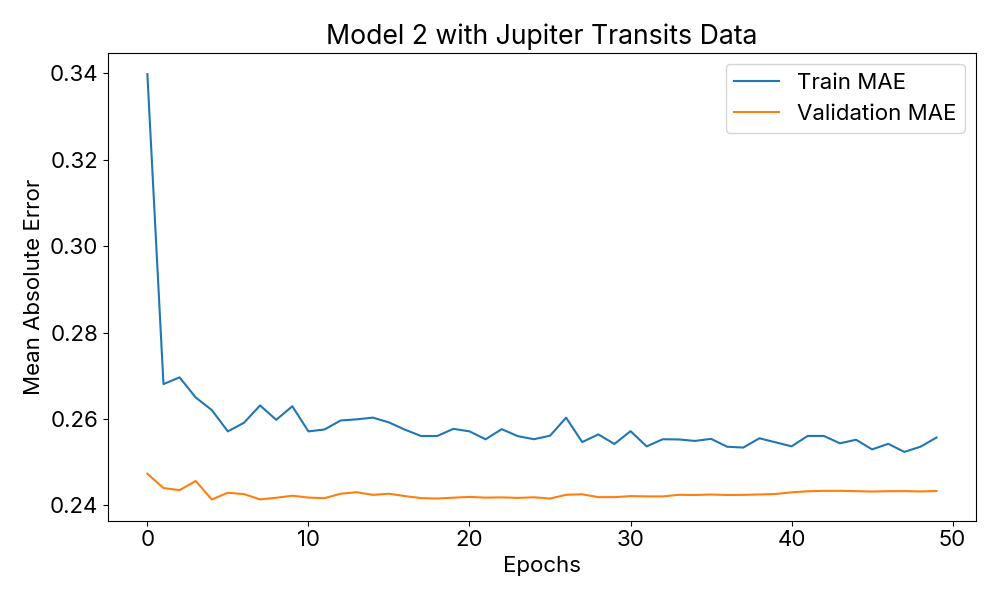 Model 2 with Jupiter Transits Data
Train MAE
Validation MAE
Mean Absolute Error
0.34
0.32
0.30
0.28
0.26
0.24
0 10 20 30 40 50
Epochs